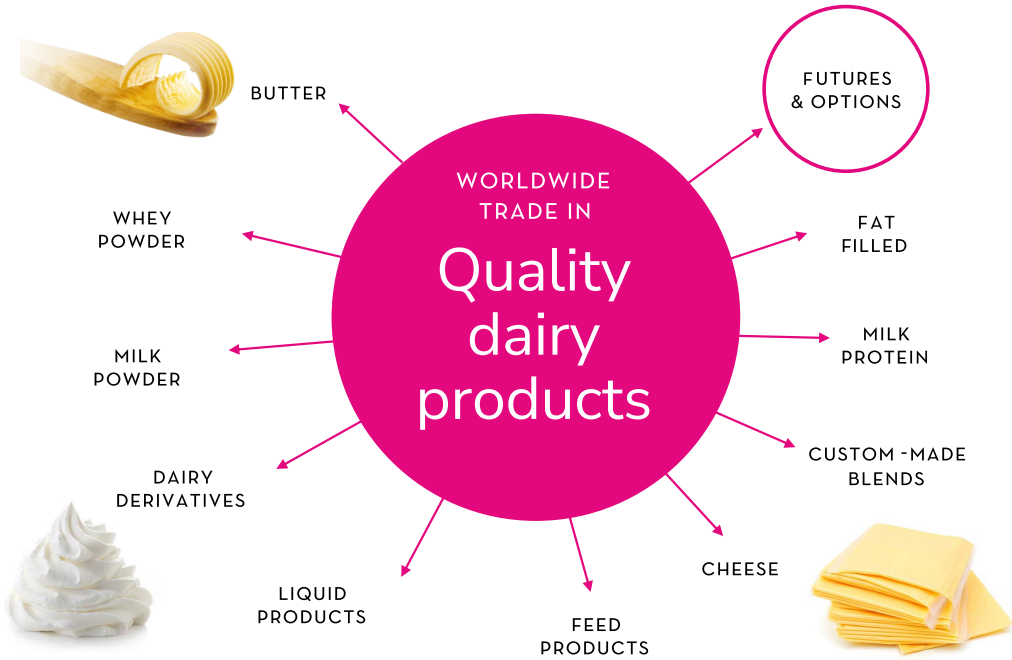 BUTTER
FUTURES
& OPTIONS
WORLDWIDE
TRADE IN
Quality
dairy
products
WHEY
POWDER
FAT
FILLED
MILK
POWDER
MILK
PROTEIN
DAIRY
DERIVATIVES
CUSTOM -MADE
BLENDS
LIQUID
PRODUCTS
FEED
PRODUCTS
CHEESE